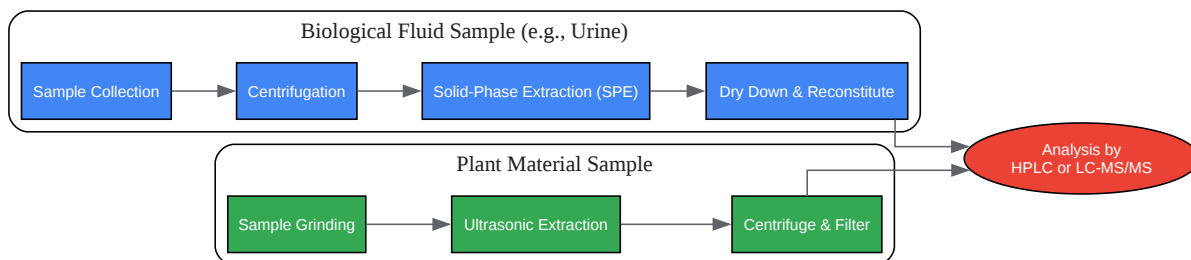 Biological Fluid Sample (e.g., Urine)
Sample Collection
Centrifugation
Solid-Phase Extraction (SPE)
Dry Down & Reconstitute
Analysis by
HPLC or LC-MS/MS
Plant Material Sample
Sample Grinding
Ultrasonic Extraction
Centrifuge & Filter